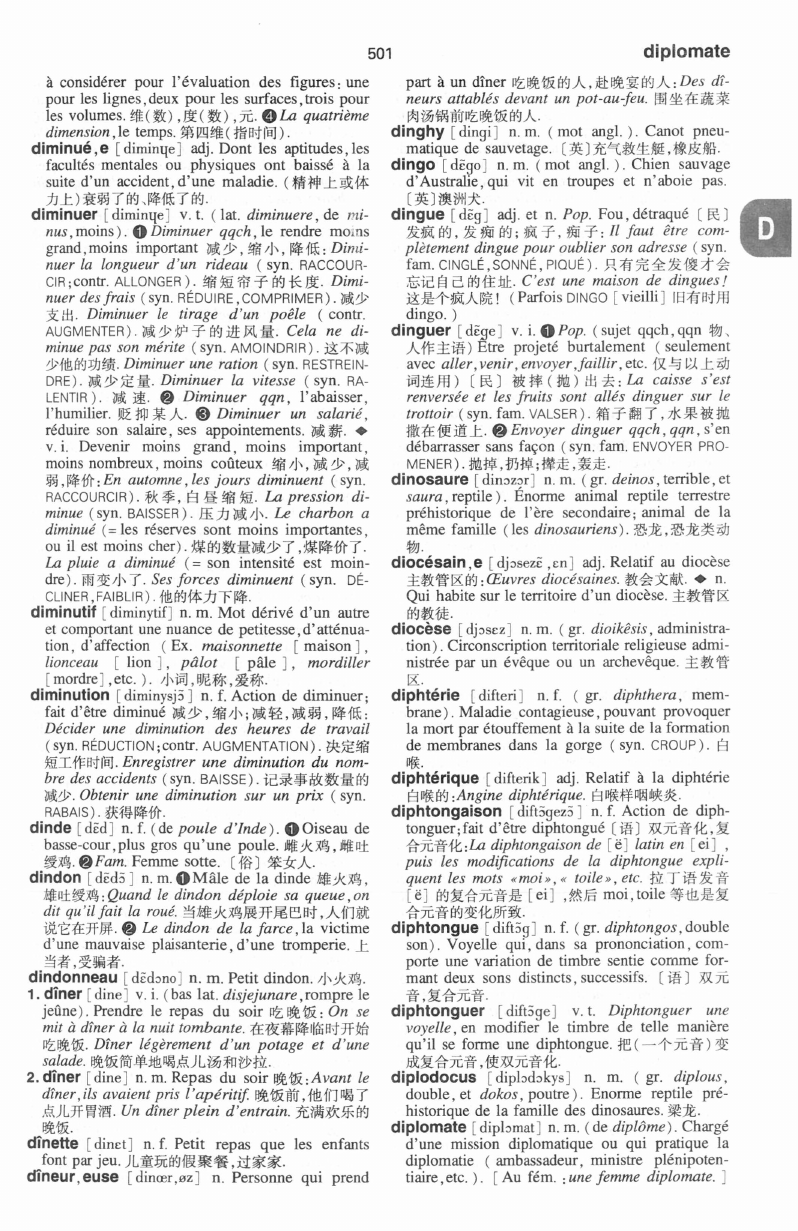 501
diplomate
à considérer pour l'évaluation des figures: une
pour les lignes, deux pour les surfaces, trois pour
les volumes. 维(数),度(数),元. ❹ La quatrième
dimension, le temps. 第四维(指时间).
diminué,e [diminɥe] adj. Dont les aptitudes, les
facultés mentales ou physiques ont baissé à la
suite d'un accident, d'une maladie. (精神上或体
力上)衰弱了的、降低了的.
diminuer [diminɥe] v. t. (lat. diminuere, de mi-
nus, moins). ❶ Diminuer qqch, le rendre moins
grand, moins important 减少,缩小,降低: Dimi-
nuer la longueur d'un rideau (syn. RACCOUR-
CIR; contr. ALLONGER). 缩短帘子的长度. Dimi-
nuer des frais (syn. RÉDUIRE, COMPRIMER). 减少
支出. Diminuer le tirage d'un poêle (contr.
AUGMENTER). 减少炉子的进风量. Cela ne di-
minue pas son mérite (syn. AMOINDRIR). 这不减
少他的功绩. Diminuer une ration (syn. RESTREIN-
DRE). 减少定量. Diminuer la vitesse (syn. RA-
LENTIR). 减速. ❷ Diminuer qqn, l'abaisser,
l'humilier. 贬抑某人. ❸ Diminuer un salarié,
réduire son salaire, ses appointements. 减薪. ◆
v. i. Devenir moins grand, moins important,
moins nombreux, moins coûteux 缩小,减少,减
弱,降价: En automne, les jours diminuent (syn.
RACCOURCIR). 秋季,白昼缩短. La pression di-
minue (syn. BAISSER). 压力减小. Le charbon a
diminué (= les réserves sont moins importantes,
ou il est moins cher). 煤的数量减少了,煤降价了.
La pluie a diminué (= son intensité est moin-
dre). 雨变小了. Ses forces diminuent (syn. DÉ-
CLINER, FAIBLIR). 他的体力下降.
diminutif [diminytif] n. m. Mot dérivé d'un autre
et comportant une nuance de petitesse, d'atténua-
tion, d'affection (Ex. maisonnette [maison],
lionceau [lion], pâlot [pâle], mordiller
[mordre], etc.). 小词,昵称,爱称.
diminution [diminysjɔ̃] n. f. Action de diminuer;
fait d'être diminué 减少,缩小;减轻,减弱,降低:
Décider une diminution des heures de travail
(syn. RÉDUCTION; contr. AUGMENTATION). 决定缩
短工作时间. Enregistrer une diminution du nom-
bre des accidents (syn. BAISSE). 记录事故数量的
减少. Obtenir une diminution sur un prix (syn.
RABAIS). 获得降价.
dinde [dɛ̃d] n. f. (de poule d'Inde). ❶ Oiseau de
basse-cour, plus gros qu'une poule. 雌火鸡,雌吐
绶鸡. ❷ Fam. Femme sotte. 〔俗〕笨女人.
dindon [dɛ̃dɔ̃] n. m. ❶ Mâle de la dinde 雄火鸡,
雄吐绶鸡: Quand le dindon déploie sa queue, on
dit qu'il fait la roué. 当雄火鸡展开尾巴时,人们就
说它在开屏. ❷ Le dindon de la farce, la victime
d'une mauvaise plaisanterie, d'une tromperie. 上
当者,受骗者.
dindonneau [dɛ̃dɔno] n. m. Petit dindon. 小火鸡.
1. dîner [dine] v. i. (bas lat. disjejunare, rompre le
jeûne). Prendre le repas du soir 吃晚饭: On se
mit à dîner à la nuit tombante. 在夜幕降临时开始
吃晚饭. Dîner légèrement d'un potage et d'une
salade. 晚饭简单地喝点儿汤和沙拉.
2. dîner [dine] n. m. Repas du soir 晚饭: Avant le
dîner, ils avaient pris l'apéritif. 晚饭前,他们喝了
点儿开胃酒. Un dîner plein d'entrain. 充满欢乐的
晚饭.
dînette [dinɛt] n. f. Petit repas que les enfants
font par jeu. 儿童玩的假聚餐,过家家.
dîneur,euse [dinœr,øz] n. Personne qui prend
part à un dîner 吃晚饭的人,赴晚宴的人: Des dî-
neurs attablés devant un pot-au-feu. 围坐在蔬菜
肉汤锅前吃晚饭的人.
dinghy [dingi] n. m. (mot angl.). Canot pneu-
matique de sauvetage. 〔英〕充气救生艇,橡皮船.
dingo [dɛ̃go] n. m. (mot angl.). Chien sauvage
d'Australie, qui vit en troupes et n'aboie pas.
〔英〕澳洲犬.
dingue [dɛ̃g] adj. et n. Pop. Fou, détraqué 〔民〕
发疯的,发痴的;疯子,痴子: Il faut être com-
plètement dingue pour oublier son adresse (syn.
fam. CINGLÉ, SONNÉ, PIQUÉ). 只有完全发傻才会
忘记自己的住址. C'est une maison de dingues!
这是个疯人院! (Parfois DINGO [vieilli] 旧有时用
dingo.)
D
dinguer [dɛ̃ge] v. i. ❶ Pop. (sujet qqch, qqn 物、
人作主语) Être projeté burtalement (seulement
avec aller, venir, envoyer, faillir, etc. 仅与以上动
词连用)〔民〕被摔(抛)出去: La caisse s'est
renversée et les fruits sont allés dinguer sur le
trottoir (syn. fam. VALSER). 箱子翻了,水果被抛
撒在便道上. ❷ Envoyer dinguer qqch, qqn, s'en
débarrasser sans façon (syn. fam. ENVOYER PRO-
MENER). 抛掉,扔掉;撵走,轰走.
dinosaure [dinɔzɔr] n. m. (gr. deinos, terrible, et
saura, reptile). Énorme animal reptile terrestre
préhistorique de l'ère secondaire; animal de la
même famille (les dinosauriens). 恐龙,恐龙类动
物.
diocésain,e [djɔsezɛ̃,ɛn] adj. Relatif au diocèse
主教管区的: Œuvres diocésaines. 教会文献. ◆ n.
Qui habite sur le territoire d'un diocèse. 主教管区
的教徒.
diocèse [djɔsɛz] n. m. (gr. dioikêsis, administra-
tion). Circonscription territoriale religieuse admi-
nistrée par un évêque ou un archevêque. 主教管
区.
diphtérie [difteri] n. f. (gr. diphthera, mem-
brane). Maladie contagieuse, pouvant provoquer
la mort par étouffement à la suite de la formation
de membranes dans la gorge (syn. CROUP). 白
喉.
diphtérique [difterik] adj. Relatif à la diphtérie
白喉的: Angine diphtérique. 白喉样咽峡炎.
diphtongaison [diftɔ̃gezɔ̃] n. f. Action de diph-
tonguer; fait d'être diphtongué〔语〕双元音化,复
合元音化: La diphtongaison de [ë] latin en [ei],
puis les modifications de la diphtongue expli-
quent les mots «moi», «toile», etc. 拉丁语发音
[ë] 的复合元音是 [ei],然后 moi, toile 等也是复
合元音的变化所致.
diphtongue [diftɔ̃g] n. f. (gr. diphtongos, double
son). Voyelle qui, dans sa prononciation, com-
porte une variation de timbre sentie comme for-
mant deux sons distincts, successifs. 〔语〕双元
音,复合元音.
diphtonguer [diftɔ̃ge] v. t. Diphtonguer une
voyelle, en modifier le timbre de telle manière
qu'il se forme une diphtongue. 把(一个元音)变
成复合元音,使双元音化.
diplodocus [diplɔdɔkys] n. m. (gr. diplous,
double, et dokos, poutre). Enorme reptile pré-
historique de la famille des dinosaures. 梁龙.
diplomate [diplɔmat] n. m. (de diplôme). Chargé
d'une mission diplomatique ou qui pratique la
diplomatie (ambassadeur, ministre plénipoten-
tiaire, etc.). [Au fém.: une femme diplomate.]